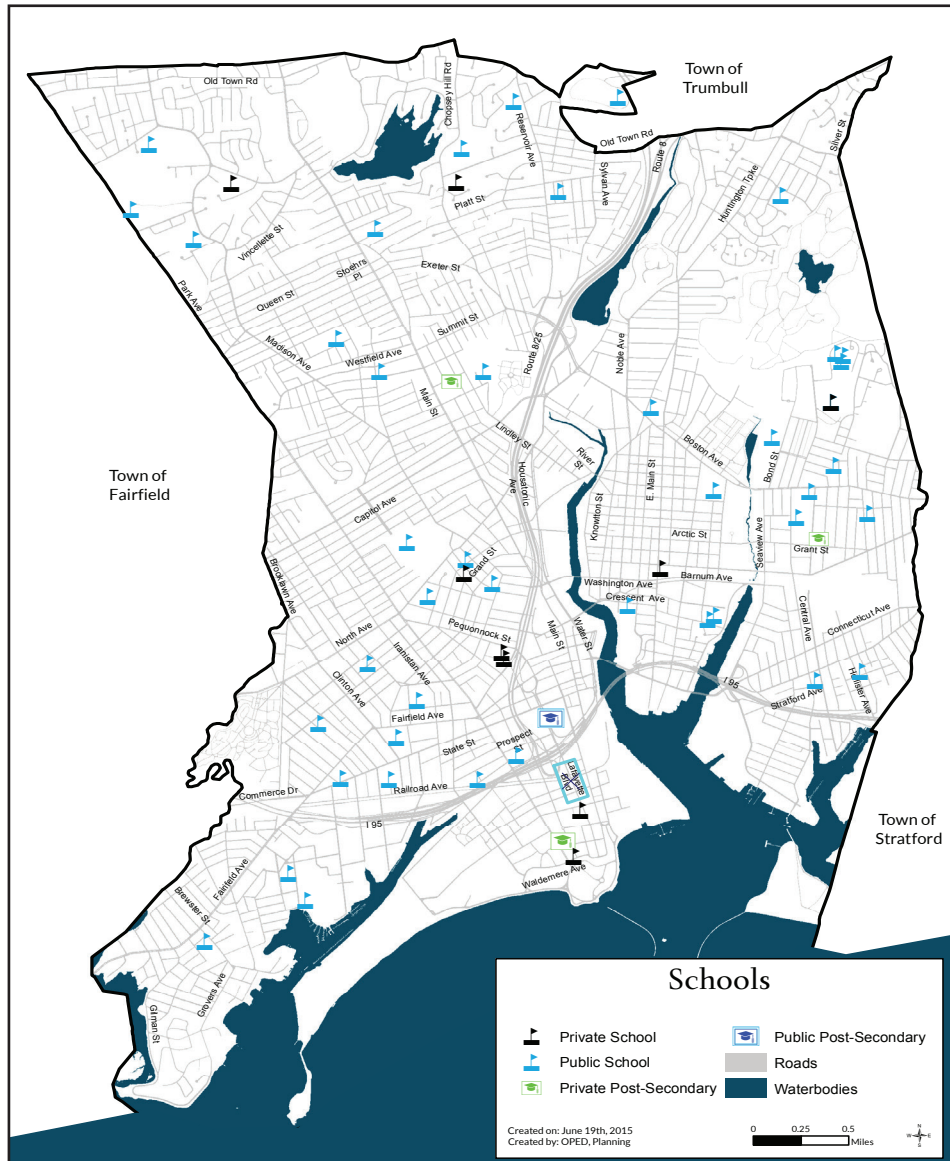 Town of
Trumbull
Old Town Rd
Chopsey Hill Rd
Reservoir Ave
Old Town Rd
Route 8
Sylvan Ave
Silver St
Huntington Tpke
Platt St
Vincellette St
Stoehrs
Pl
Exeter St
Park Ave
Queen St
Summit St
Madison Ave
Westfield Ave
Route 8/25
Noble Ave
Main St
Lindley St
River
St
Boston Ave
Bond St
Town of
Fairfield
Housatonic
Ave
E. Main St
Knowlton St
Capitol Ave
Arctic St
Seaview Ave
Grant St
Grand St
Brooklawn Ave
Washington Ave
Barnum Ave
Crescent Ave
Central Ave
Connecticut Ave
North Ave
Pequonnock St
Main St
Water St
Iranistan Ave
Clinton Ave
I 95
Hollister Ave
Stratford Ave
Fairfield Ave
State St
Prospect
St
Lafayette
Blvd
Commerce Dr
Railroad Ave
I 95
Town of
Stratford
Fairfield Ave
Brewster St
Waldemere Ave
Grovers Ave
Gilman St
Schools
Private School
Public School
Private Post-Secondary
Public Post-Secondary
Roads
Waterbodies
Created on: June 19th, 2015
Created by: OPED, Planning
0 0.25 0.5
Miles
N
W E
S